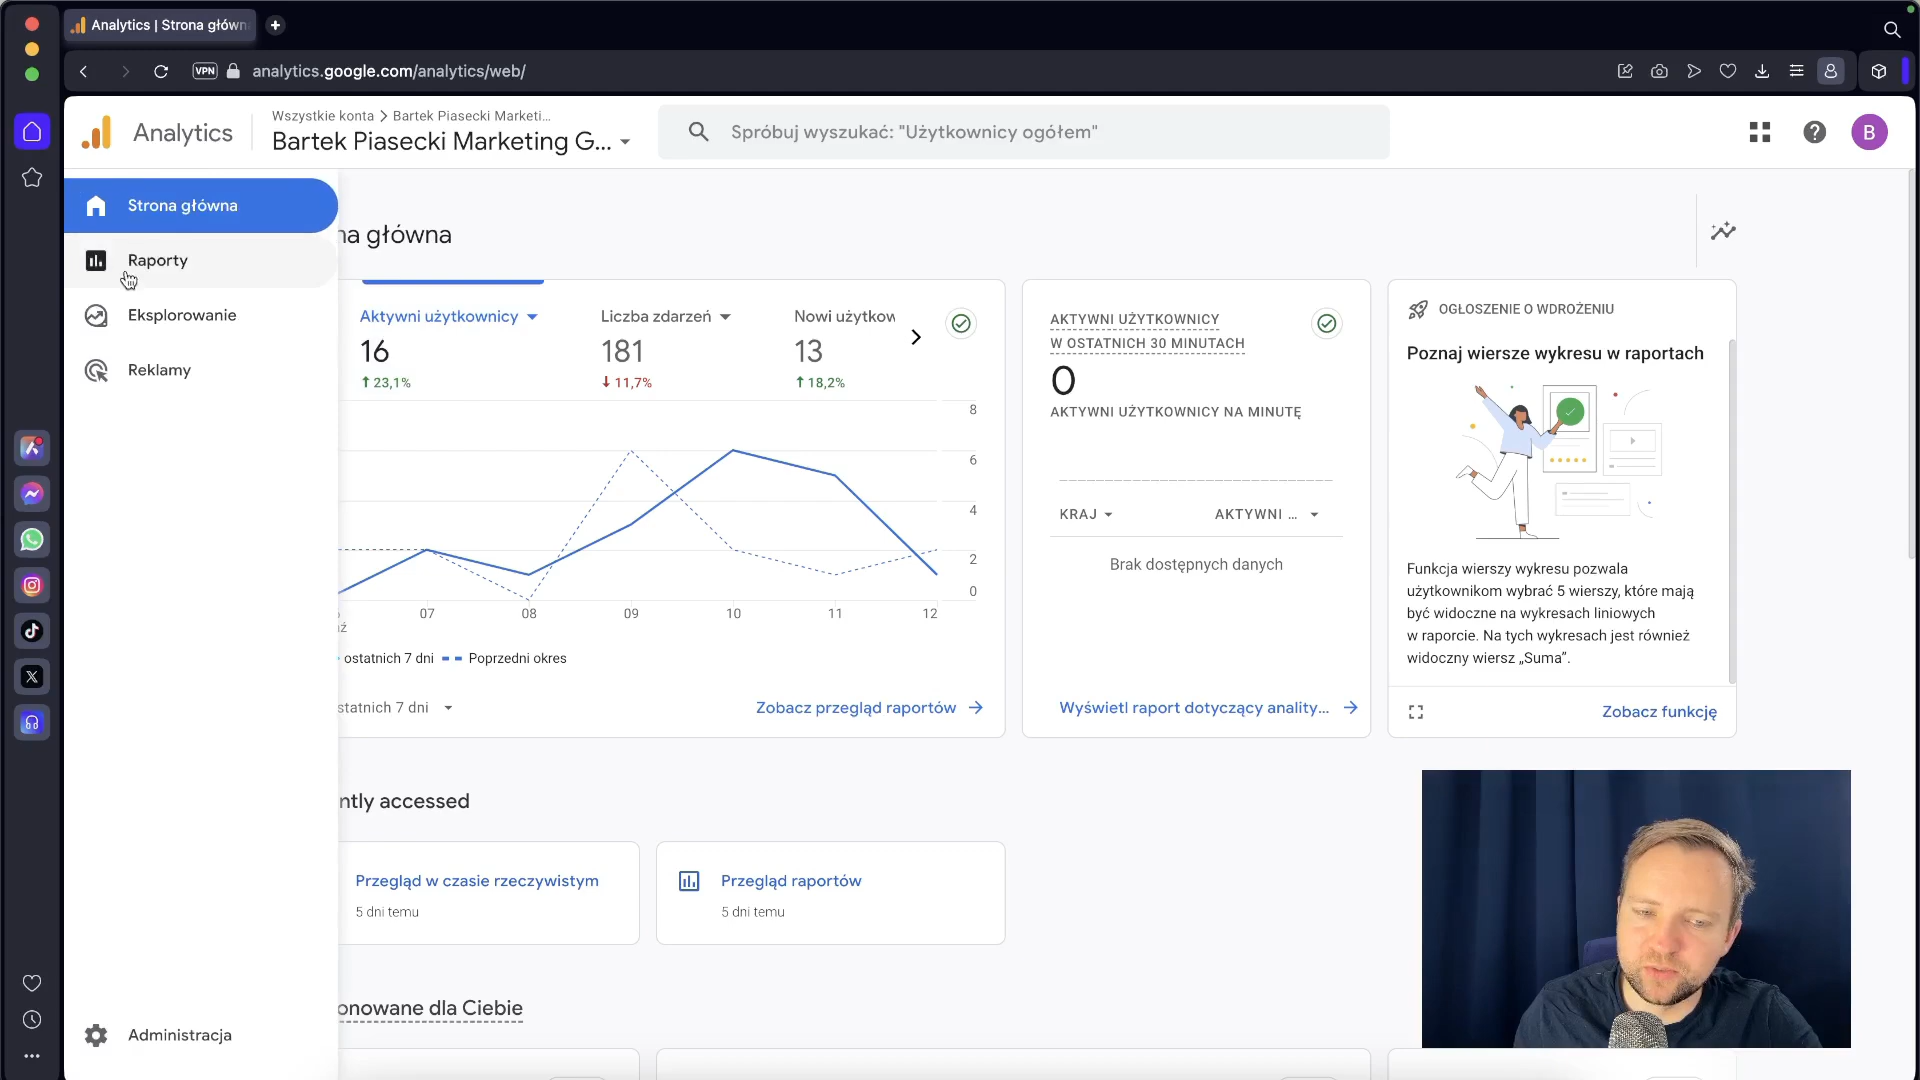 Analytics | Strona główn
VPN
analytics.google.com/analytics/web/
Analytics
Wszystkie konta > Bartek Piasecki Marketi...
Bartek Piasecki Marketing G...
Spróbuj wyszukać: "Użytkownicy ogółem"
B
Strona główna
Raporty
Eksplorowanie
Reklamy
Administracja
na główna
Aktywni użytkownicy
16
23,1%
Liczba zdarzeń
181
11,7%
Nowi użytkow
13
18,2%
8
6
4
2
0
07
08
09
10
11
12
ź
ostatnich 7 dni
Poprzedni okres
statnich 7 dni
Zobacz przegląd raportów
AKTYWNI UŻYTKOWNICY
W OSTATNICH 30 MINUTACH
0
AKTYWNI UŻYTKOWNICY NA MINUTĘ
KRAJ
AKTYWNI ...
Brak dostępnych danych
Wyświetl raport dotyczący anality...
OGŁOSZENIE O WDROŻENIU
Poznaj wiersze wykresu w raportach
Funkcja wierszy wykresu pozwala
użytkownikom wybrać 5 wierszy, które mają
być widoczne na wykresach liniowych
w raporcie. Na tych wykresach jest również
widoczny wiersz „Suma”.
Zobacz funkcję
ntly accessed
Przegląd w czasie rzeczywistym
5 dni temu
Przegląd raportów
5 dni temu
onowane dla Ciebie